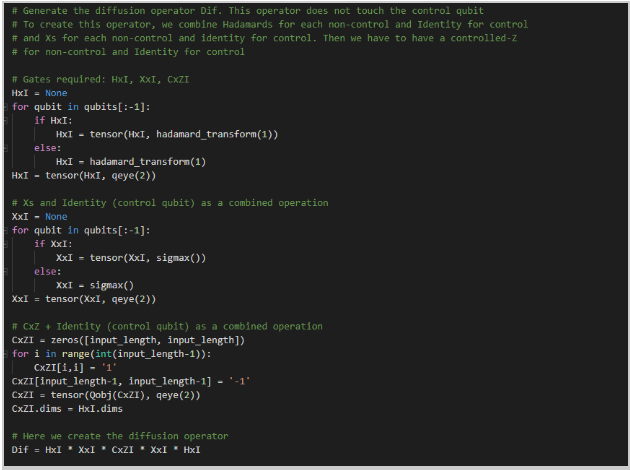 # Generate the diffusion operator Dif. This operator does not touch the control qubit
# To create this operator, we combine Hadamards for each non-control and Identity for control
# and Xs for each non-control and identity for control. Then we have to have a controlled-Z
# for non-control and Identity for control
# Gates required: HxI, XxI, CxZI
HxI = None
for qubit in qubits[:-1]:
if HxI:
HxI = tensor(HxI, hadamard_transform(1))
else:
HxI = hadamard_transform(1)
HxI = tensor(HxI, qeye(2))
# Xs and Identity (control qubit) as a combined operation
XxI = None
for qubit in qubits[:-1]:
if XxI:
XxI = tensor(XxI, sigmax())
else:
XxI = sigmax()
XxI = tensor(XxI, qeye(2))
# CxZ + Identity (control qubit) as a combined operation
CxZI = zeros([input_length, input_length])
for i in range(int(input_length-1)):
CxZI[i,i] = '1'
CxZI[input_length-1, input_length-1] = '-1'
CxZI = tensor(Qobj(CxZI), qeye(2))
CxZI.dims = HxI.dims
# Here we create the diffusion operator
Dif = HxI * XxI * CxZI * XxI * HxI